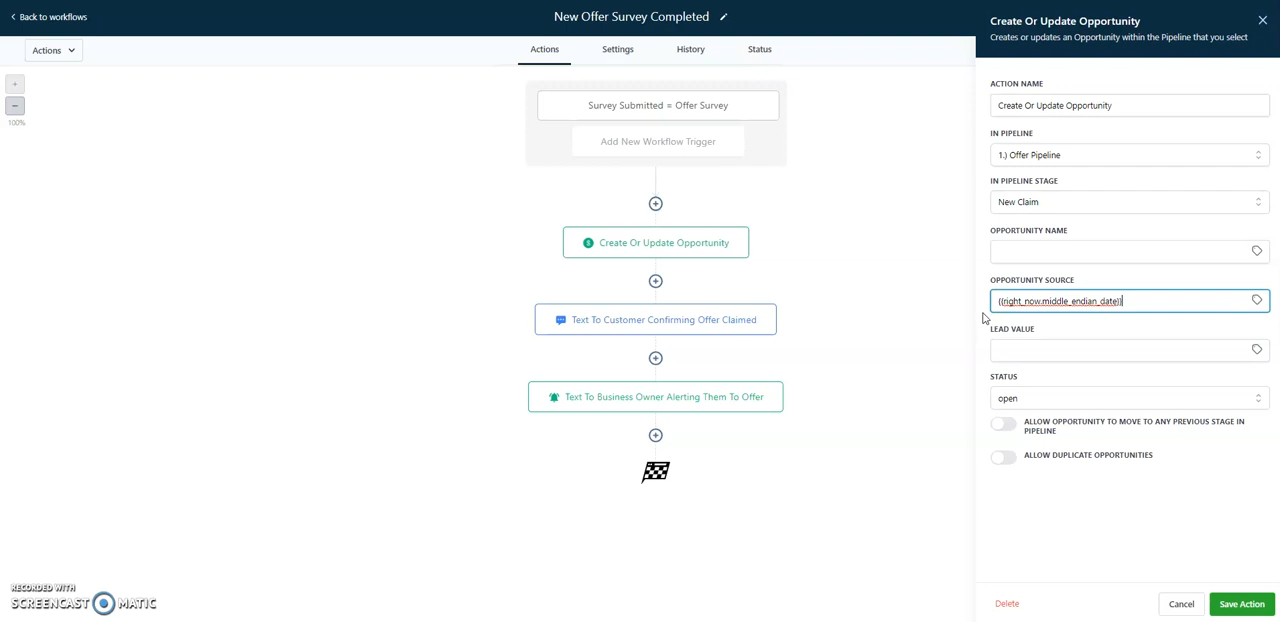 Back to workflows
New Offer Survey Completed
Create Or Update Opportunity
Creates or updates an Opportunity within the Pipeline that you select
Actions
Actions
Settings
History
Status
100%
Survey Submitted = Offer Survey
Add New Workflow Trigger
Create Or Update Opportunity
Text To Customer Confirming Offer Claimed
Text To Business Owner Alerting Them To Offer
ACTION NAME
Create Or Update Opportunity
IN PIPELINE
1.) Offer Pipeline
IN PIPELINE STAGE
New Claim
OPPORTUNITY NAME
OPPORTUNITY SOURCE
{{right_now.middle_endian_date}}
LEAD VALUE
STATUS
open
ALLOW OPPORTUNITY TO MOVE TO ANY PREVIOUS STAGE IN
PIPELINE
ALLOW DUPLICATE OPPORTUNITIES
Delete
Cancel
Save Action
RECORDED WITH
SCREENCAST MATIC